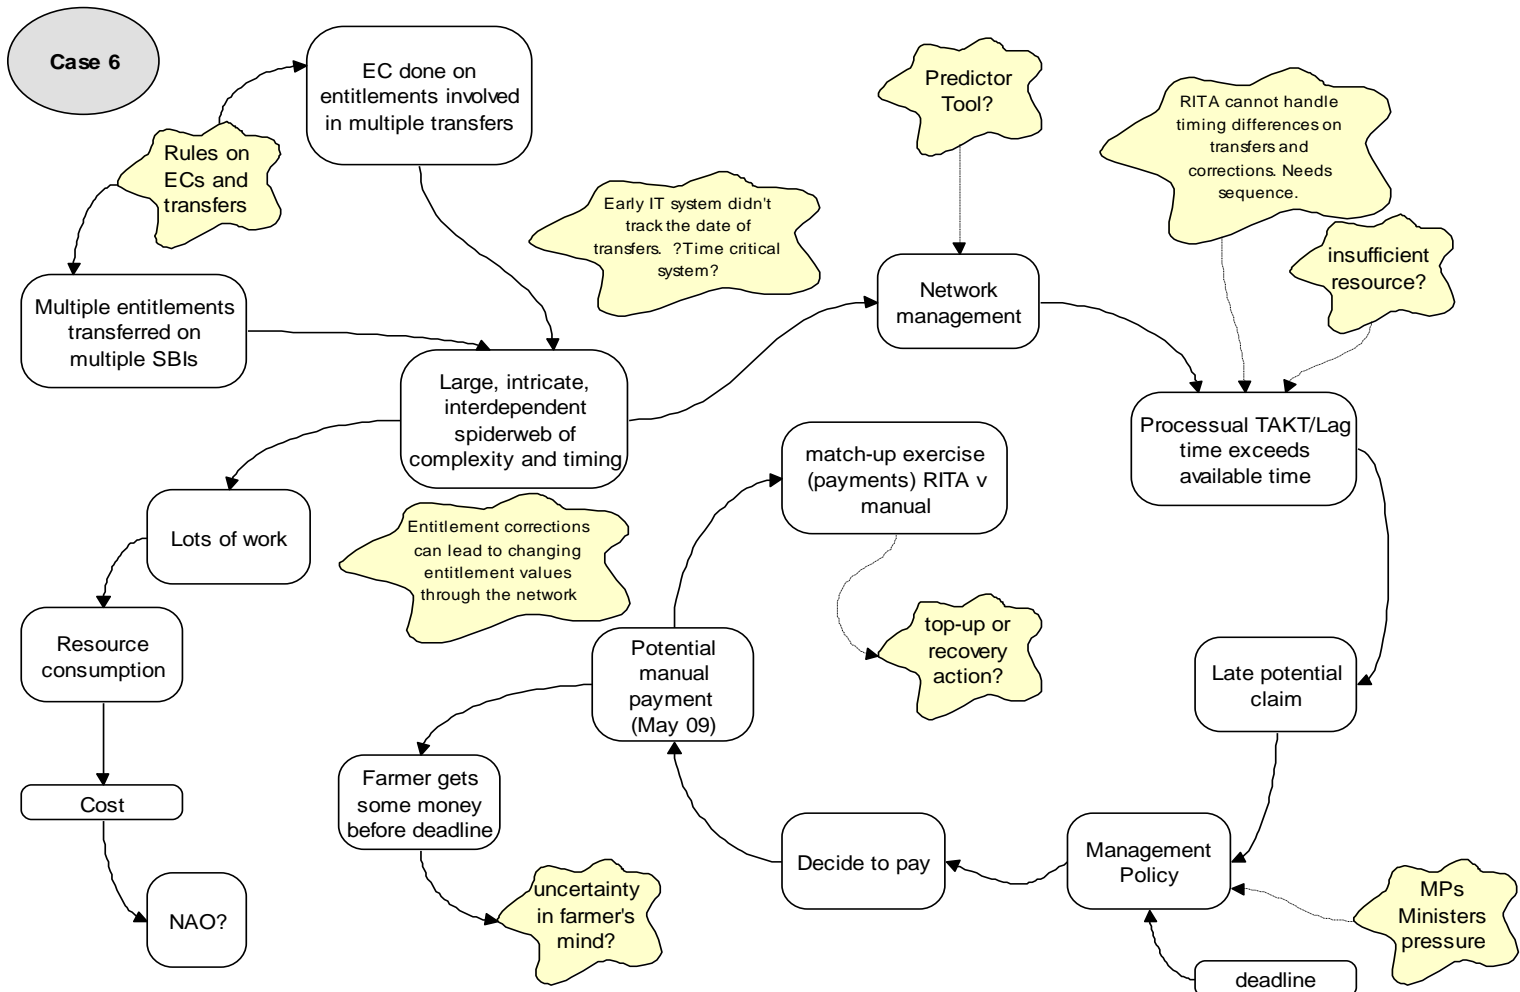 Case 6
EC done on
entitlements involved
in multiple transfers
Predictor
Tool?
RITA cannot handle
timing differences on
transfers and
corrections. Needs
sequence.
Rules on
ECs and
transfers
Early IT system didn't
track the date of
transfers. ?Time critical
system?
insufficient
resource?
Multiple entitlements
transferred on
multiple SBIs
Network
management
Large, intricate,
interdependent
spiderweb of
complexity and timing
Processual TAKT/Lag
time exceeds
available time
match-up exercise
(payments) RITA v
manual
Lots of work
Entitlement corrections
can lead to changing
entitlement values
through the network
Resource
consumption
top-up or
recovery
action?
Potential
manual
payment
(May 09)
Late potential
claim
Cost
Farmer gets
some money
before deadline
Decide to pay
Management
Policy
NAO?
uncertainty
in farmer's
mind?
MPs
Ministers
pressure
deadline